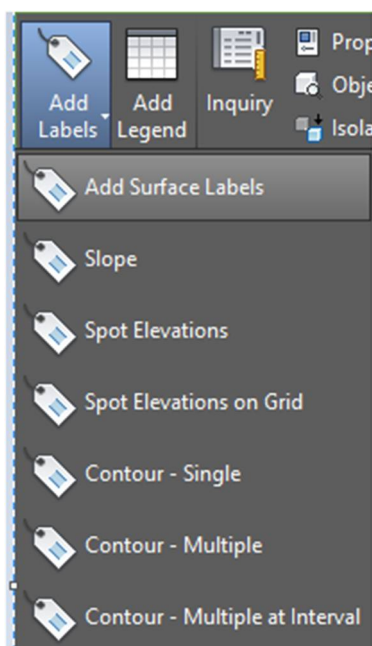 Add
Labels
Add
Legend
Inquiry
Add Surface Labels
Slope
Spot Elevations
Spot Elevations on Grid
Contour - Single
Contour - Multiple
Contour - Multiple at Interval